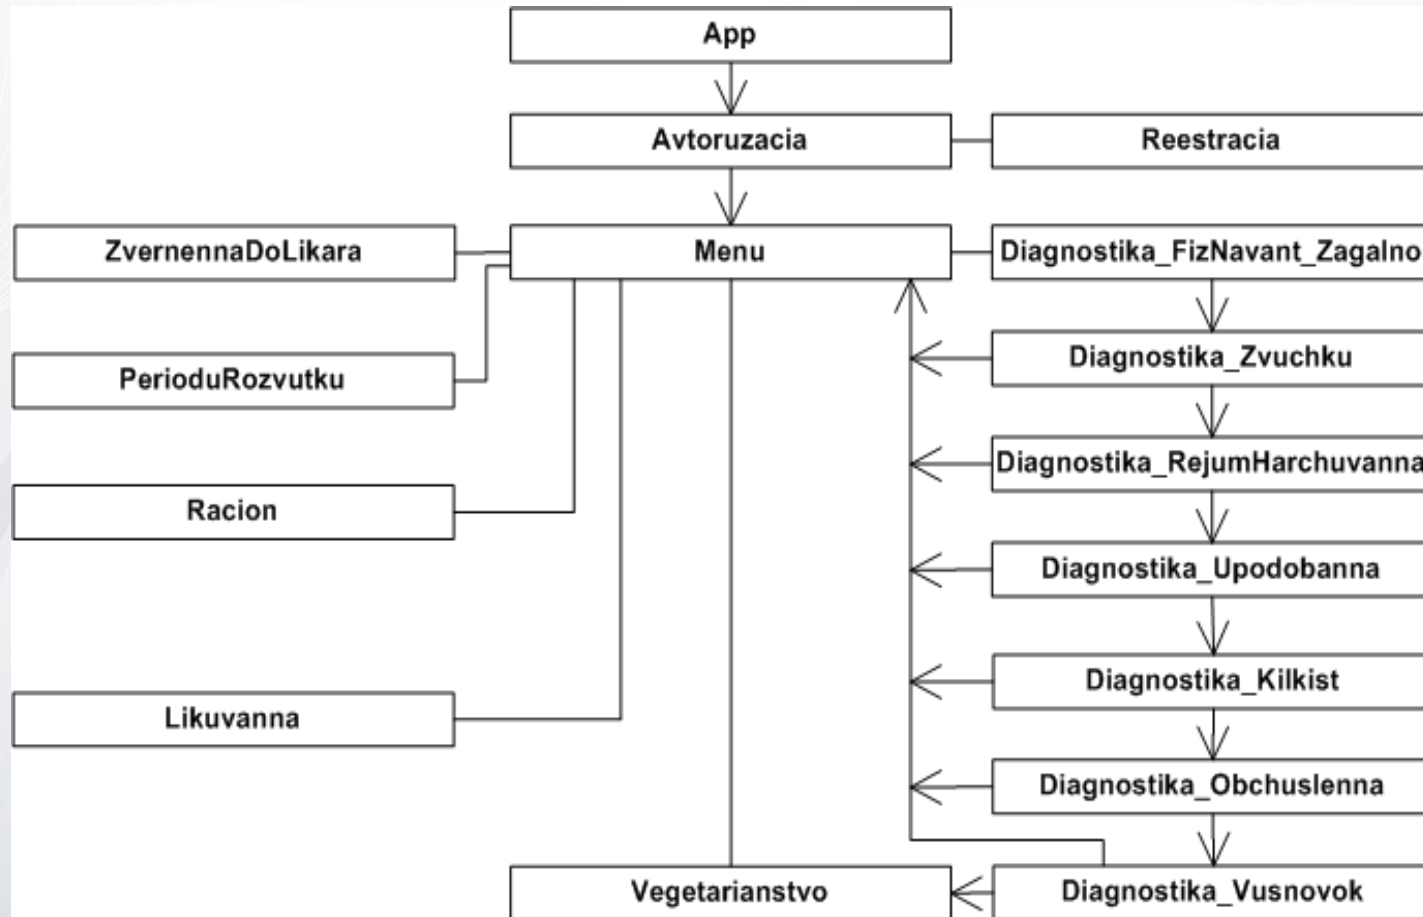 App
Avtoruzacia
Reestracia
ZvernennaDoLikara
Menu
Diagnostika_FizNavant_Zagalno
PerioduRozvutku
Diagnostika_Zvuchku
Diagnostika_RejumHarchuvanna
Racion
Diagnostika_Upodobanna
Diagnostika_Kilkist
Likuvanna
Diagnostika_Obchuslenna
Vegetarianstvo
Diagnostika_Vusnovok